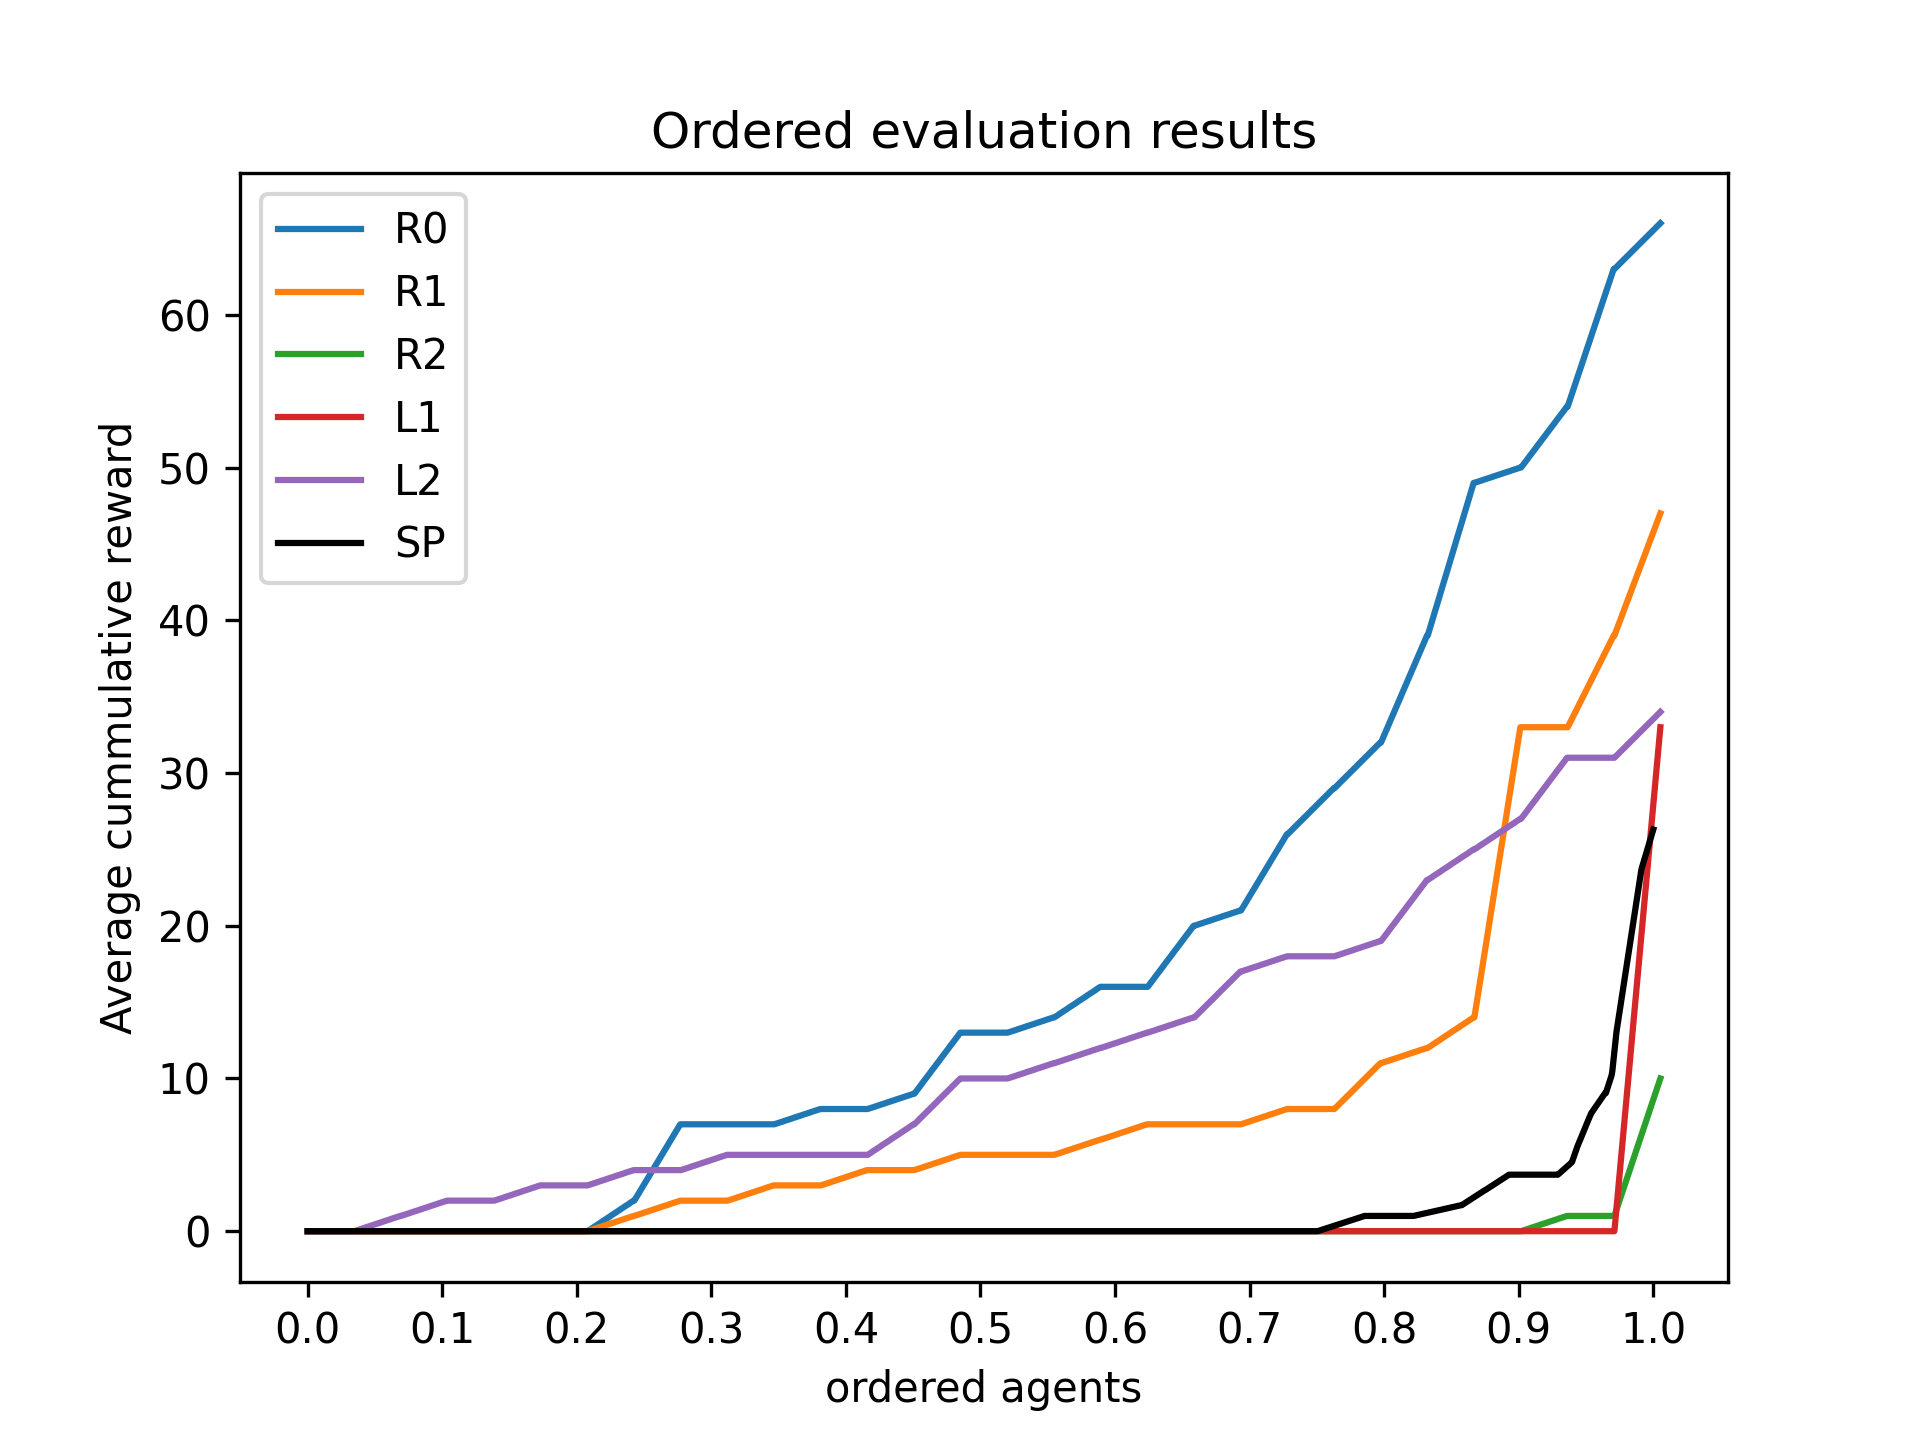 Ordered evaluation results
R0
R1
R2
L1
L2
SP
Average cummulative reward
60
50
40
30
20
10
0
0.0 0.1 0.2 0.3 0.4 0.5 0.6 0.7 0.8 0.9 1.0
ordered agents